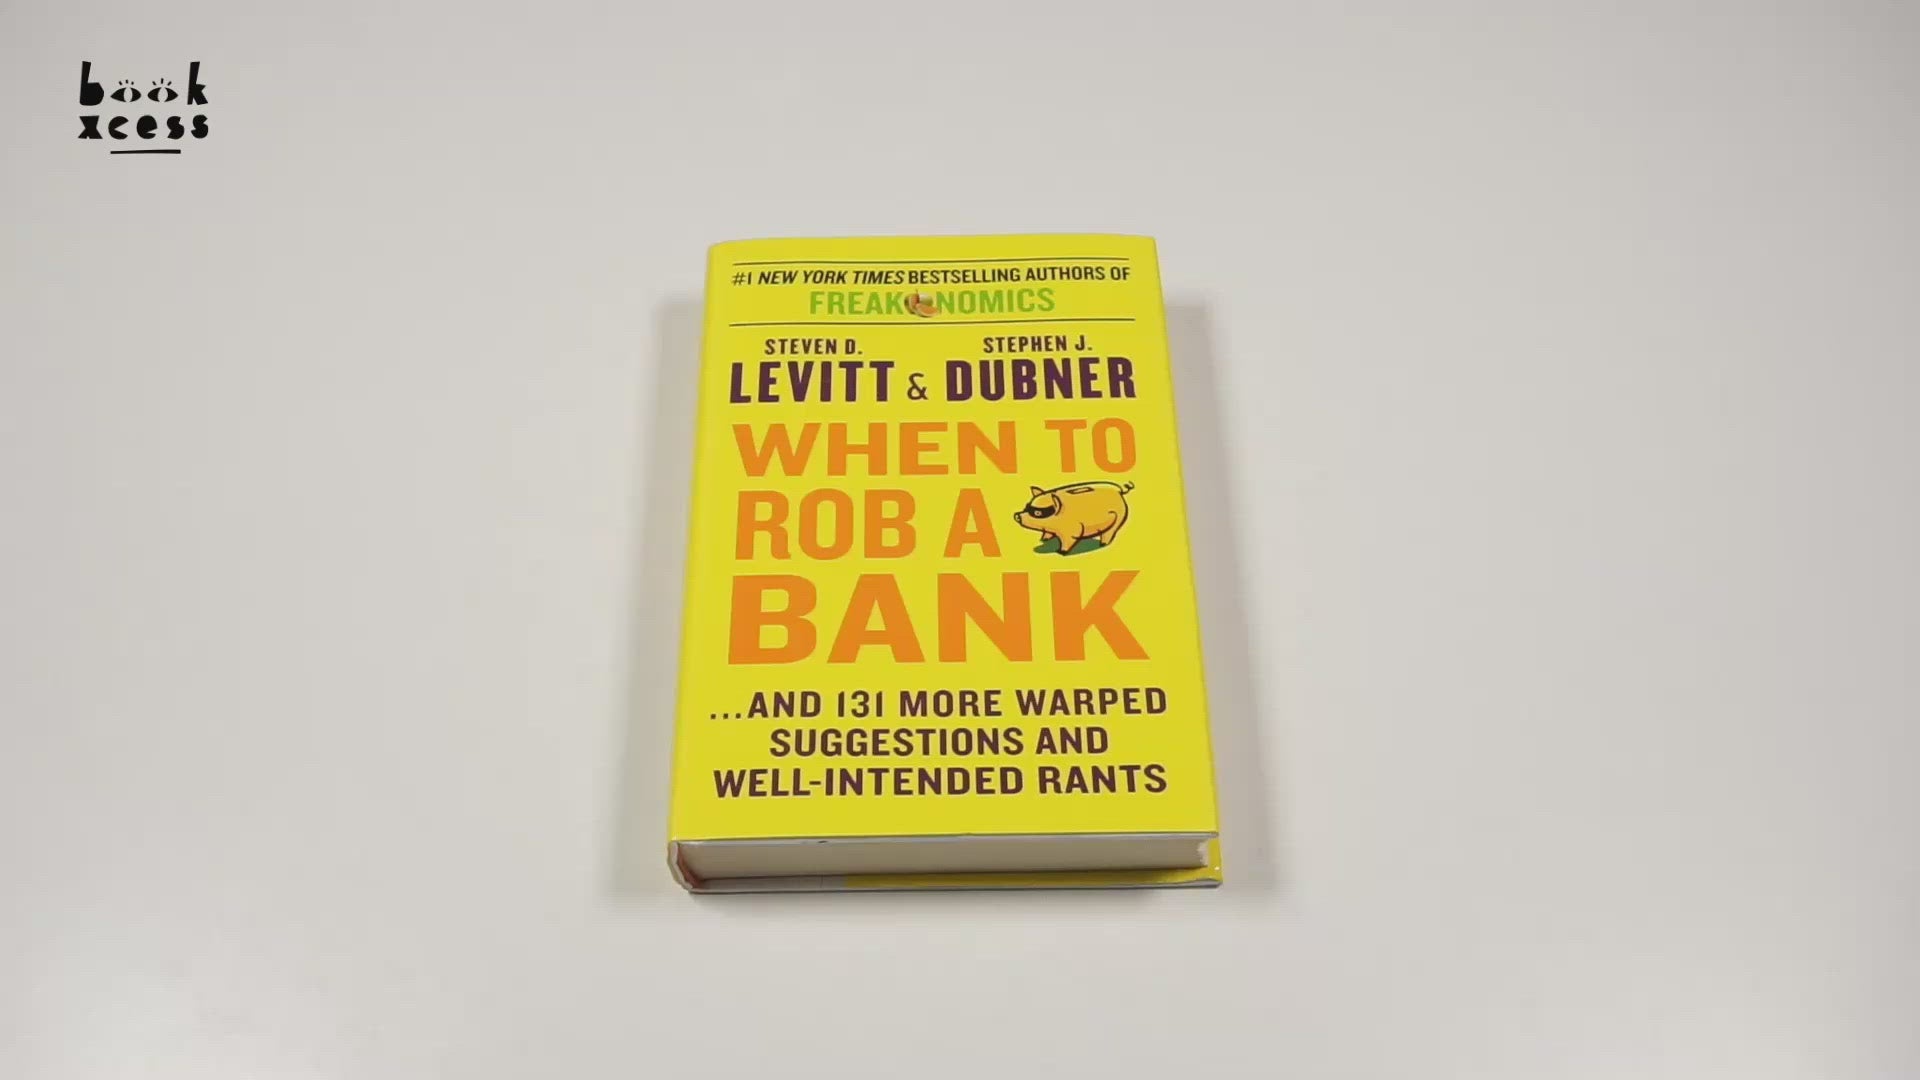 book
xcess
#1 NEW YORK TIMES BESTSELLING AUTHORS OF
FREAKONOMICS
STEVEN D. STEPHEN J.
LEVITT & DUBNER
WHEN TO
ROB A
BANK
...AND 131 MORE WARPED
SUGGESTIONS AND
WELL-INTENDED RANTS